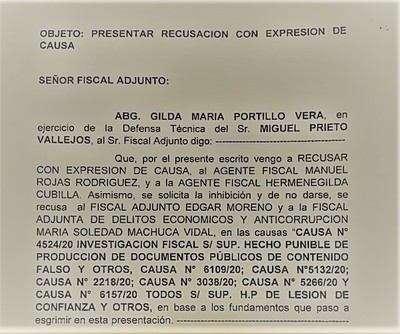 OBJETO: PRESENTAR RECUSACION CON EXPRESION DE
CAUSA
SEÑOR FISCAL ADJUNTO:
ABG. GILDA MARIA PORTILLO VERA, en
ejercicio de la Defensa Técnica del Sr. MIGUEL PRIETO
VALLEJOS, al Sr. Fiscal Adjunto digo: ------------------------------------
Que, por el presente escrito vengo a RECUSAR
CON EXPRESION DE CAUSA, al AGENTE FISCAL MANUEL
ROJAS RODRIGUEZ, y a la AGENTE FISCAL HERMENEGILDA
CUBILLA. Asimismo, se solicita la inhibición y de no darse, se
recusa al FISCAL ADJUNTO EDGAR MORENO y a la FISCAL
ADJUNTA DE DELITOS ECONOMICOS Y ANTICORRUPCION
MARIA SOLEDAD MACHUCA VIDAL, en las causas "CAUSA N°
4524/20 INVESTIGACION FISCAL S/ SUP. HECHO PUNIBLE DE
PRODUCCION DE DOCUMENTOS PÚBLICOS DE CONTENIDO
FALSO Y OTROS, CAUSA N° 6109/20; CAUSA N°5132/20;
CAUSA N° 2218/20; CAUSA N° 3038/20; CAUSA N° 5266/20 Y
CAUSA N° 6157/20 TODOS S/ SUP. H.P DE LESION DE
CONFIANZA Y OTROS, en base a los fundamentos que paso a
esgrimir en esta presentación. ----------------------------------------